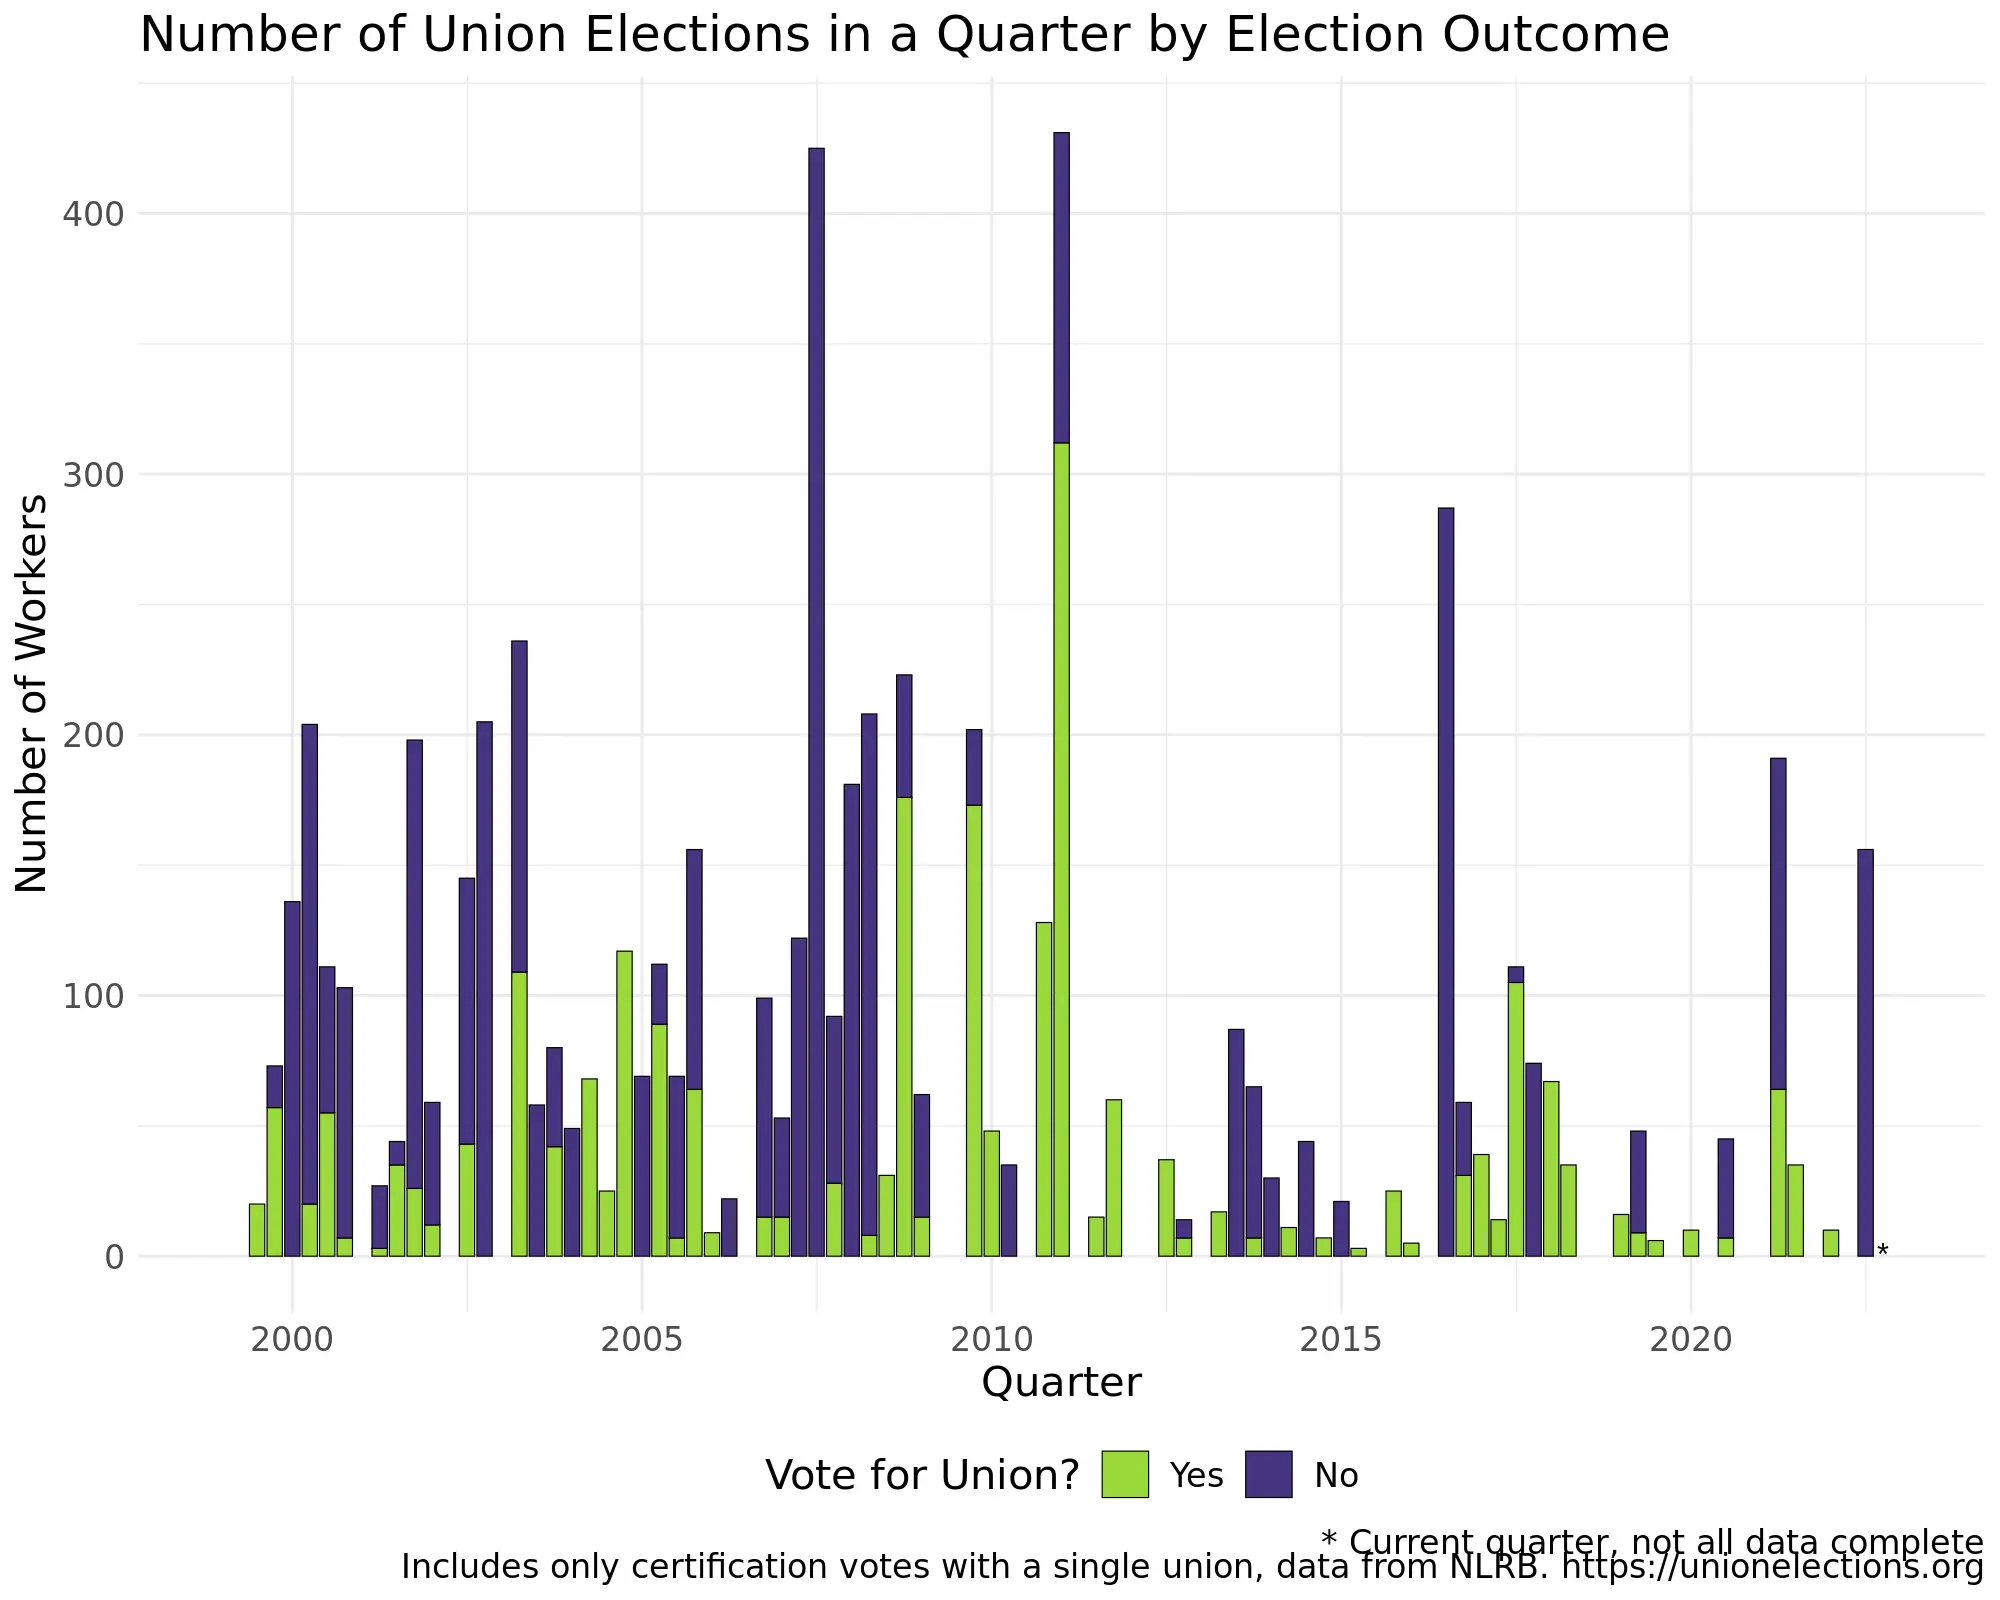 Number of Union Elections in a Quarter by Election Outcome
Number of Workers
400
300
200
100
0
*
2000 2005 2010 2015 2020
Quarter
Vote for Union? Yes No
* Current quarter, not all data complete
Includes only certification votes with a single union, data from NLRB. https://unionelections.org